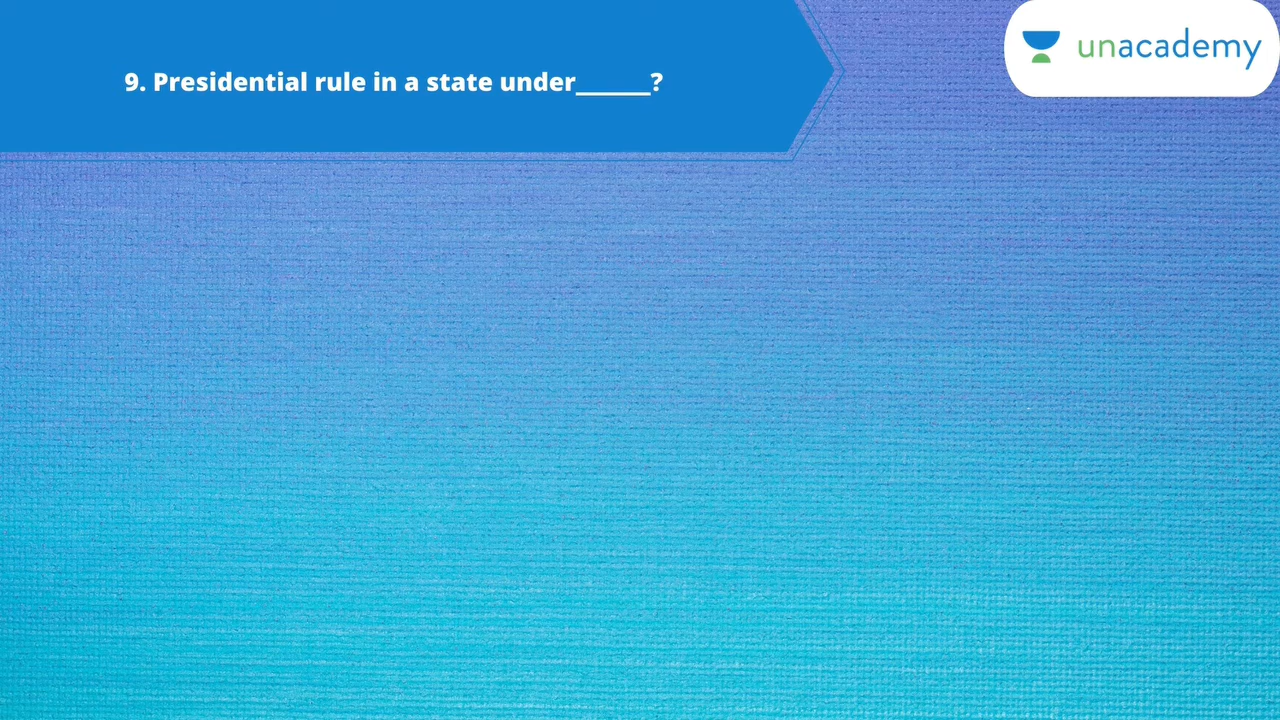 9. Presidential rule in a state under______?
unacademy